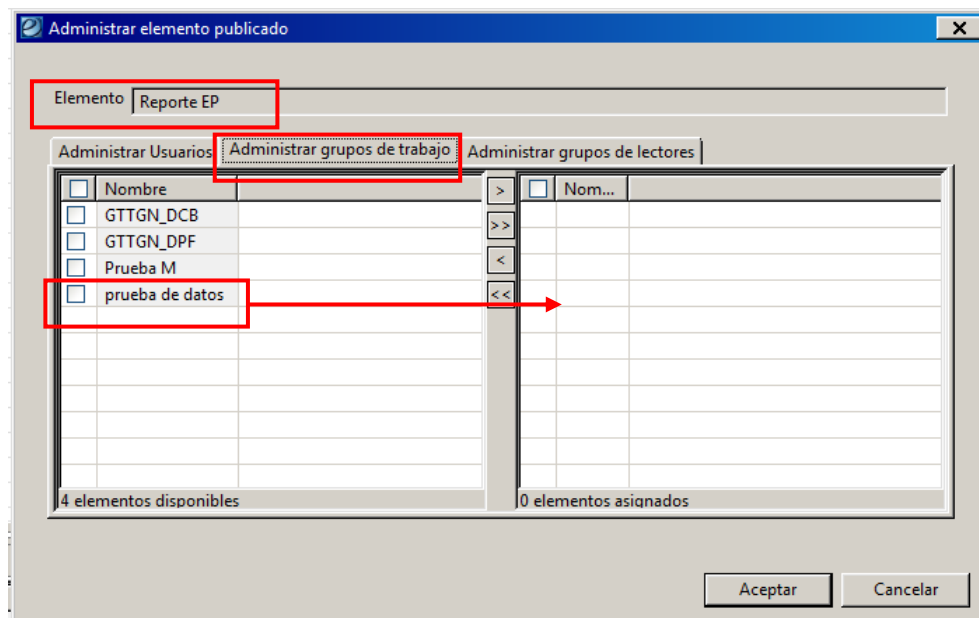 Administrar elemento publicado
Elemento Reporte EP
Administrar Usuarios Administrar grupos de trabajo Administrar grupos de lectores
Nombre > Nom...
GTTGN_DCB >>
GTTGN_DPF
Prueba M <
prueba de datos <<
4 elementos disponibles 0 elementos asignados
Aceptar Cancelar